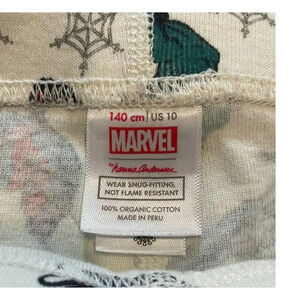 140 cm | US 10
MARVEL
by hanna andersson
WEAR SNUG-FITTING,
NOT FLAME RESISTANT
100% ORGANIC COTTON
MADE IN PERU